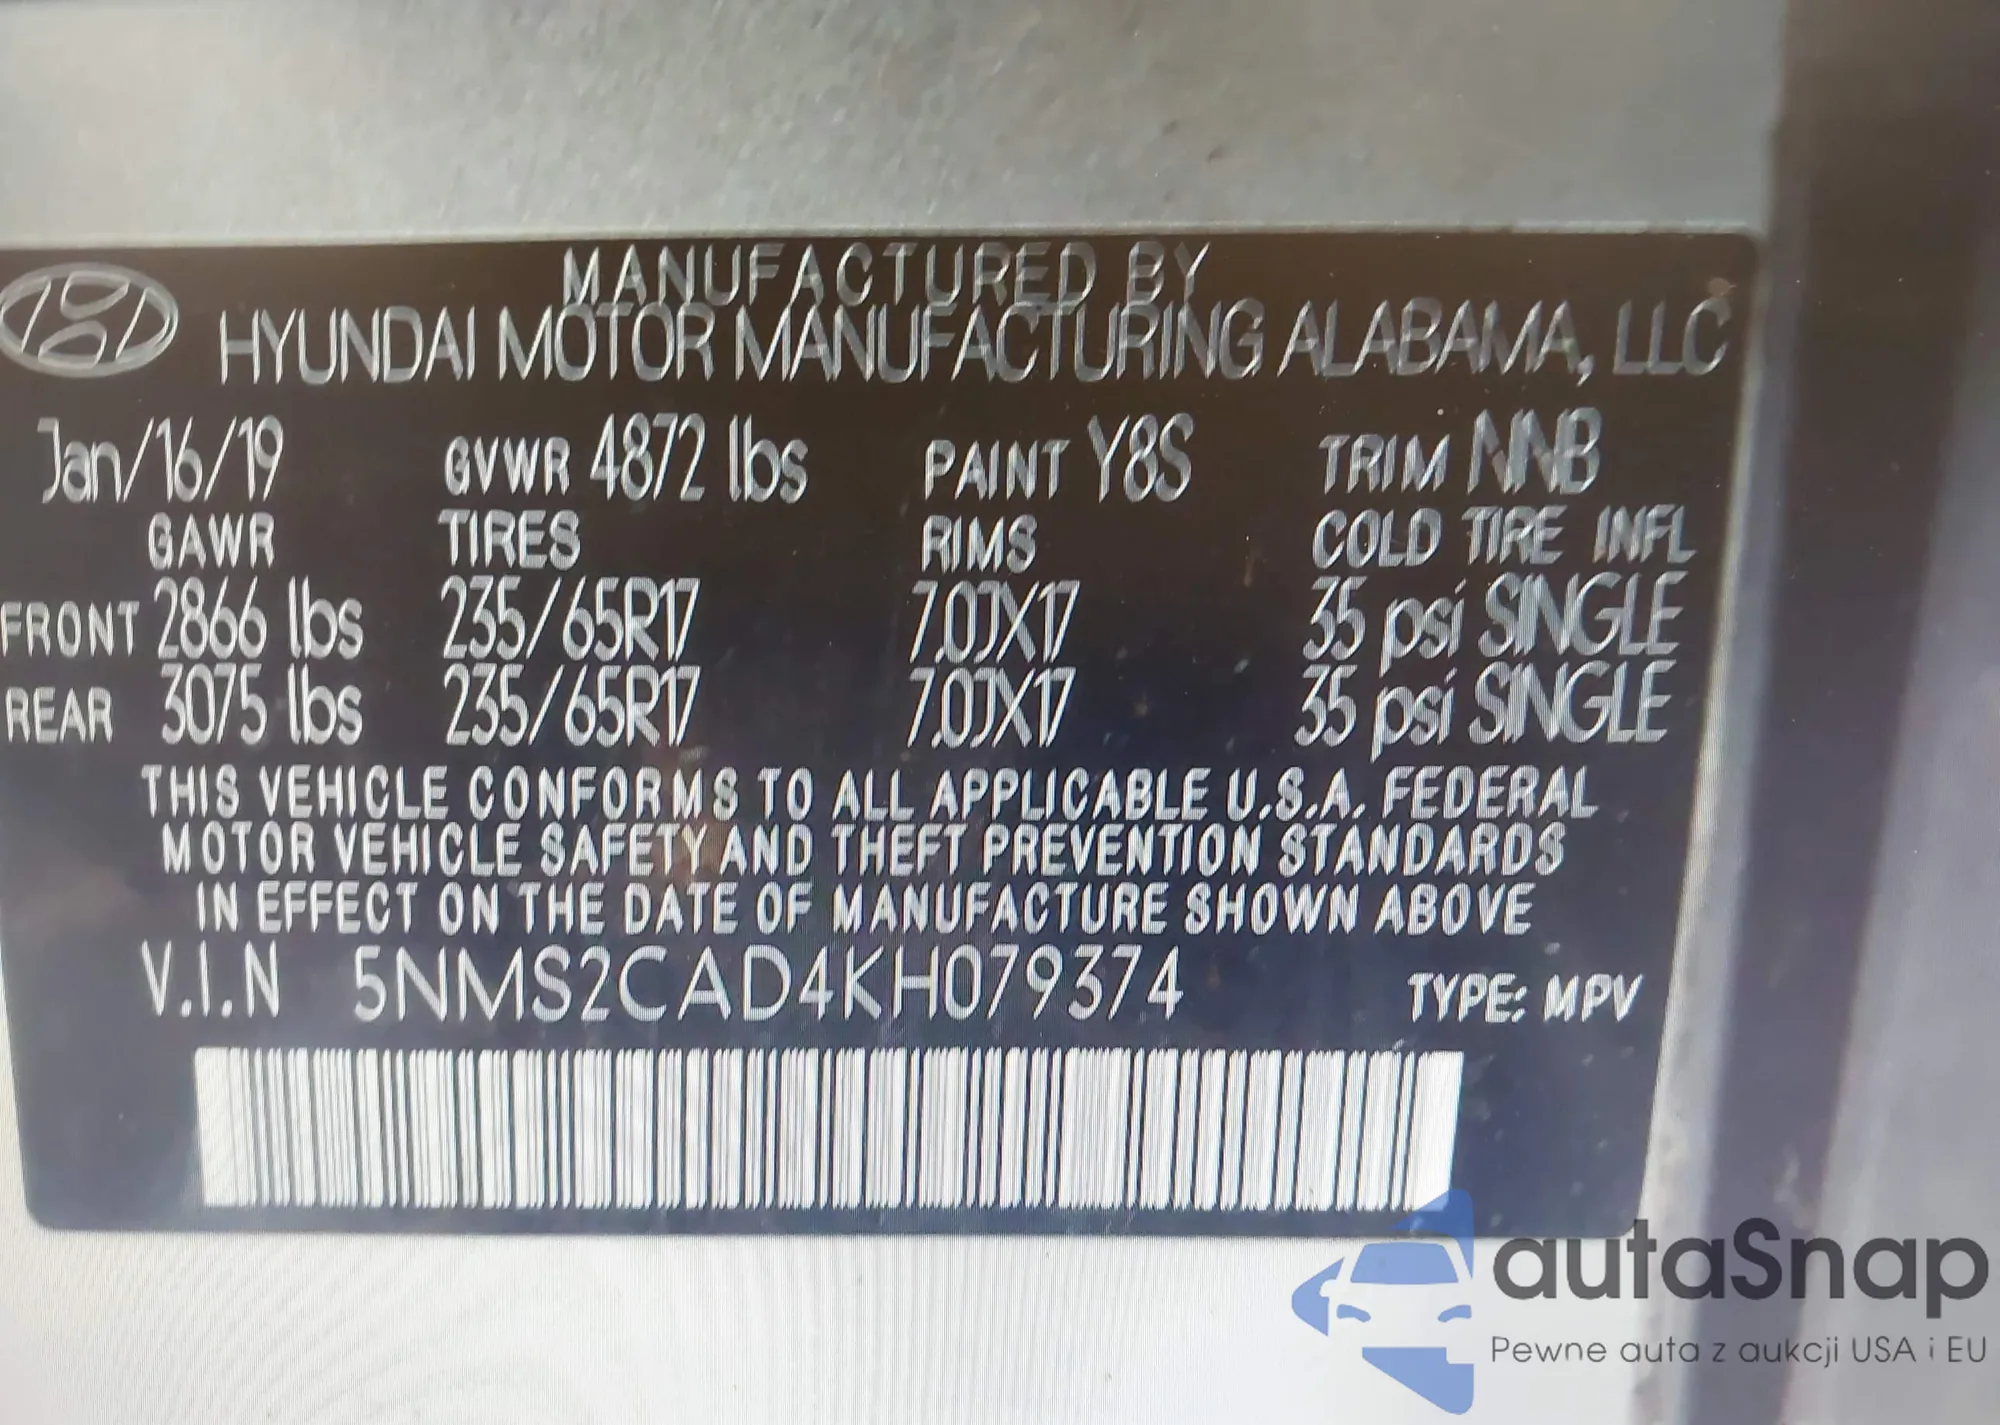 MANUFACTURED BY
HYUNDAI MOTOR MANUFACTURING ALABAMA, LLC
Jan/16/19 GVWR 4872 lbs PAINT Y8S TRIM NNB
GAWR TIRES RIMS COLD TIRE INFL
FRONT 2866 lbs 235/65R17 7.0JX17 35 psi SINGLE
REAR 3075 lbs 235/65R17 7.0JX17 35 psi SINGLE
THIS VEHICLE CONFORMS TO ALL APPLICABLE U.S.A. FEDERAL
MOTOR VEHICLE SAFETY AND THEFT PREVENTION STANDARDS
IN EFFECT ON THE DATE OF MANUFACTURE SHOWN ABOVE
V.I.N 5NMS2CAD4KH079374 TYPE: MPV
autaSnap
Pewne auta z aukcji USA i EU